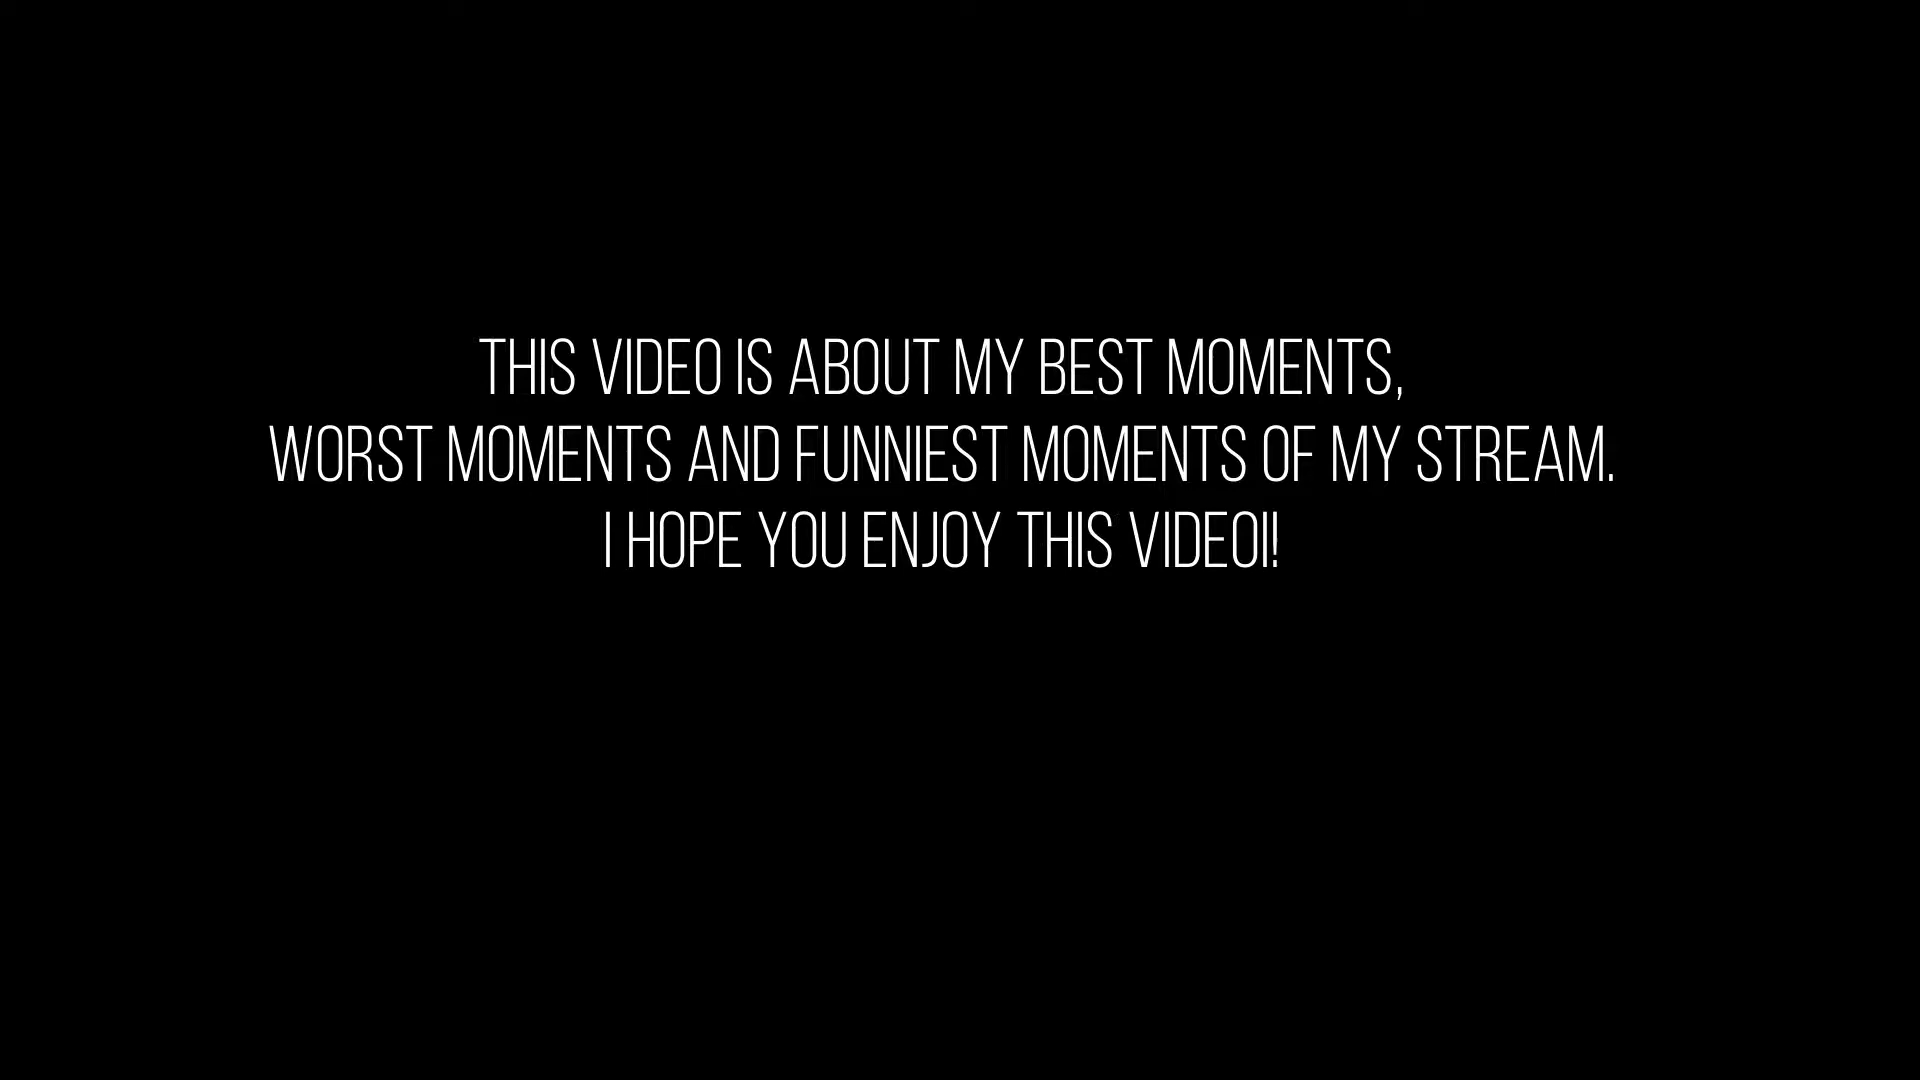 THIS VIDEO IS ABOUT MY BEST MOMENTS,
WORST MOMENTS AND FUNNIEST MOMENTS OF MY STREAM.
I HOPE YOU ENJOY THIS VIDEOI!